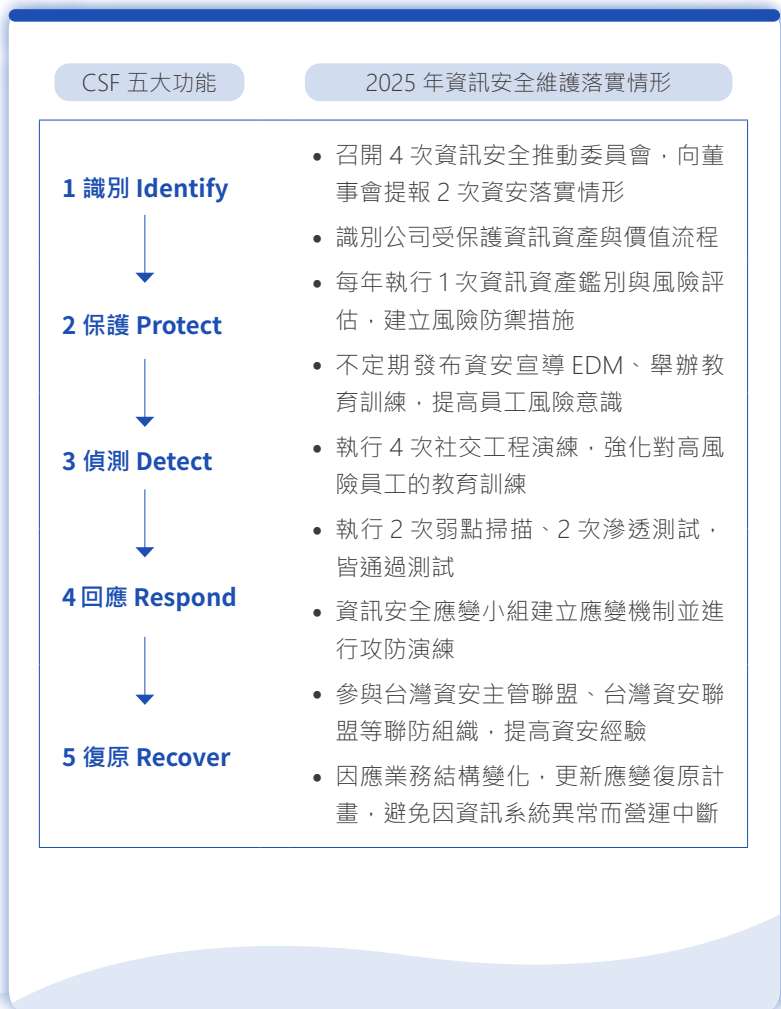 CSF 五大功能
2025 年資訊安全維護落實情形
1 識別 Identify
2 保護 Protect
3 偵測 Detect
4 回應 Respond
5 復原 Recover
• 召開 4 次資訊安全推動委員會，向董
事會提報 2 次資安落實情形
• 識別公司受保護資訊資產與價值流程
• 每年執行 1 次資訊資產鑑別與風險評
估，建立風險防禦措施
• 不定期發布資安宣導 EDM、舉辦教
育訓練，提高員工風險意識
• 執行 4 次社交工程演練，強化對高風
險員工的教育訓練
• 執行 2 次弱點掃描、2 次滲透測試，
皆通過測試
• 資訊安全應變小組建立應變機制並進
行攻防演練
• 參與台灣資安主管聯盟、台灣資安聯
盟等聯防組織，提高資安經驗
• 因應業務結構變化，更新應變復原計
畫，避免因資訊系統異常而營運中斷